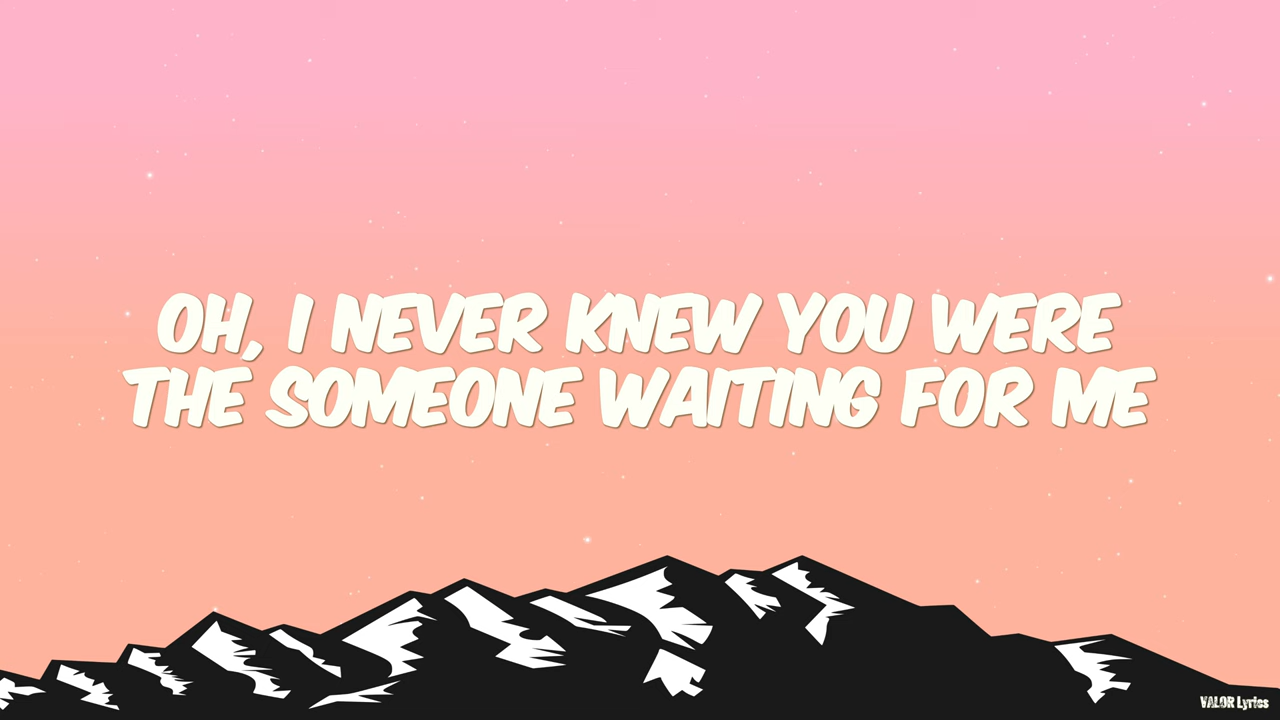 OH, I NEVER KNEW YOU WERE
THE SOMEONE WAITING FOR ME
VALOR Lyrics